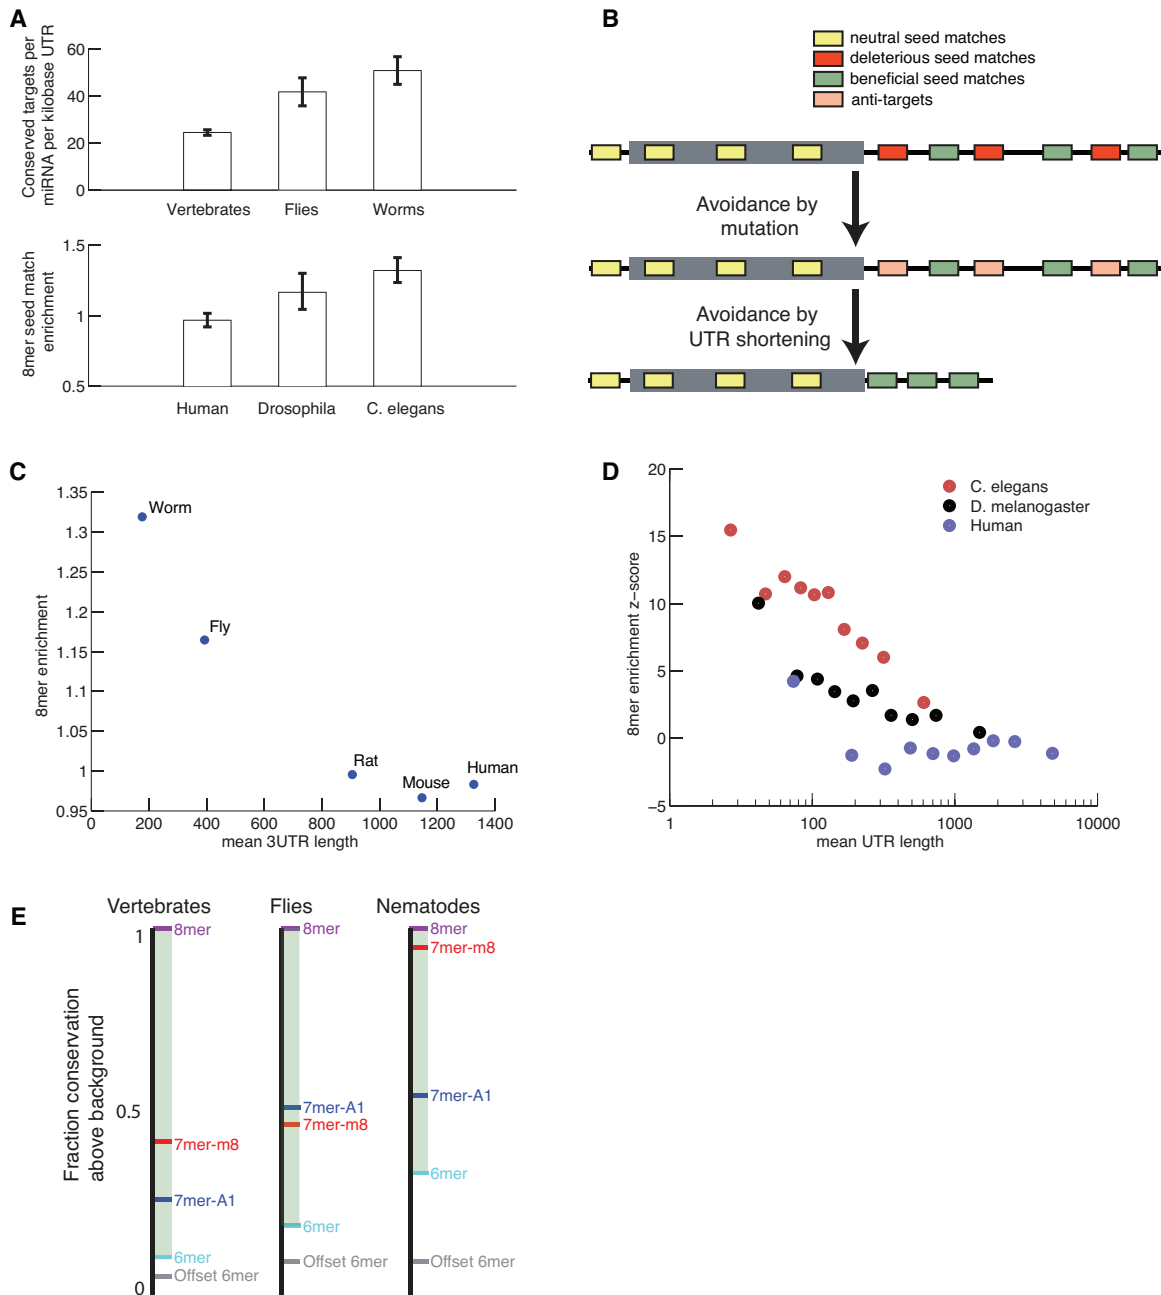 A
Conserved targets per
miRNA per kilobase UTR
60
40
20
0
Vertebrates
Flies
Worms
8mer seed match
enrichment
1.5
1
0.5
Human
Drosophila
C. elegans
B
neutral seed matches
deleterious seed matches
beneficial seed matches
anti-targets
Avoidance by
mutation
Avoidance by
UTR shortening
C
8mer enrichment
1.35
1.3
1.25
1.2
1.15
1.1
1.05
1
0.95
Worm
Fly
Rat
Mouse
Human
0
200
400
600
800
1000
1200
1400
mean 3UTR length
D
8mer enrichment z-score
20
15
10
5
0
−5
C. elegans
D. melanogaster
Human
1
10
100
1000
10000
mean UTR length
E
Fraction conservation
above background
1
0.5
0
Vertebrates
8mer
7mer-m8
7mer-A1
6mer
Offset 6mer
Flies
8mer
7mer-A1
7mer-m8
6mer
Offset 6mer
Nematodes
8mer
7mer-m8
7mer-A1
6mer
Offset 6mer